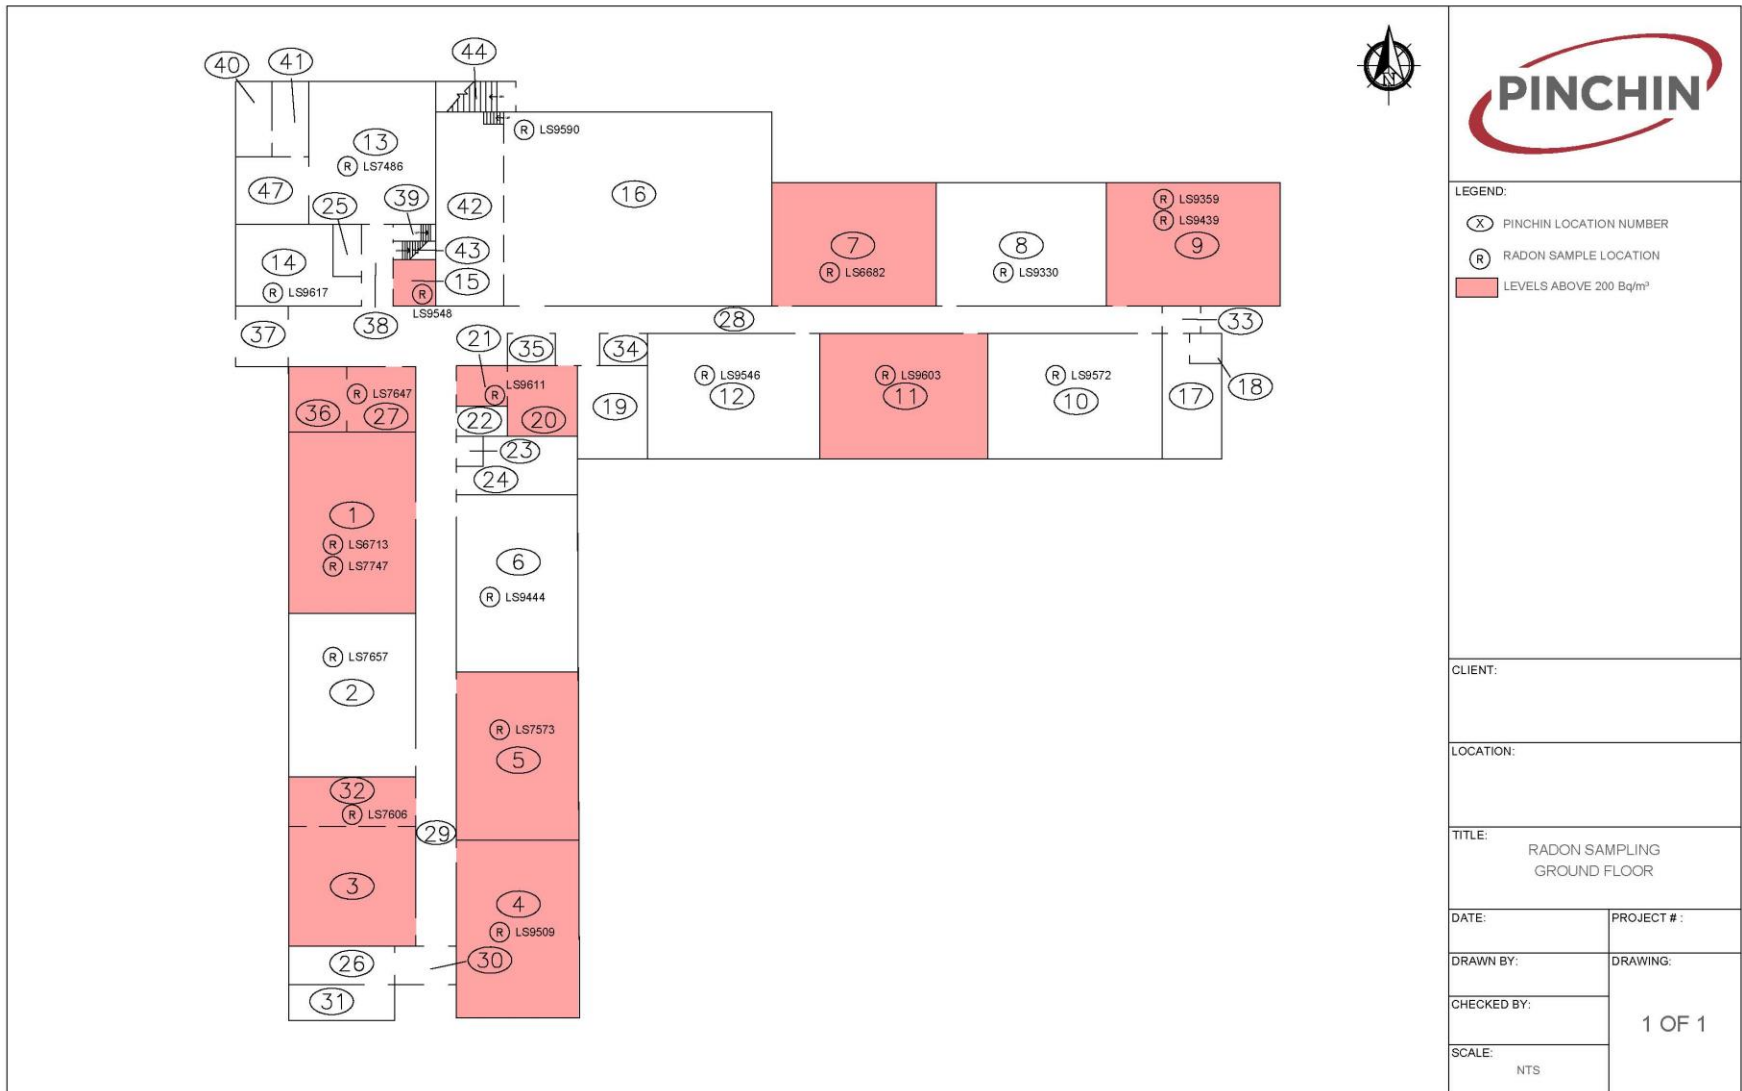 44
41
40
R LS9590
13
R LS7486
16
47
39
25
42
R LS9359
R LS9439
7
8
9
43
14
R LS6682
R LS9330
15
R LS9617
R
LS9548
28
33
37
38
21
35
34
R LS9546
R LS9603
R LS9572
18
R LS7647
LS9611
R
12
11
10
17
19
36
27
22
20
23
24
1
R LS6713
R LS7747
6
R LS9444
R LS7657
2
R LS7573
5
32
R LS7606
29
3
4
R LS9509
26
30
31
N
PINCHIN
LEGEND:
X PINCHIN LOCATION NUMBER
R RADON SAMPLE LOCATION
LEVELS ABOVE 200 Bq/m³
CLIENT:
LOCATION:
TITLE:
RADON SAMPLING
GROUND FLOOR
DATE:
PROJECT # :
DRAWN BY:
DRAWING:
CHECKED BY:
1 OF 1
SCALE:
NTS